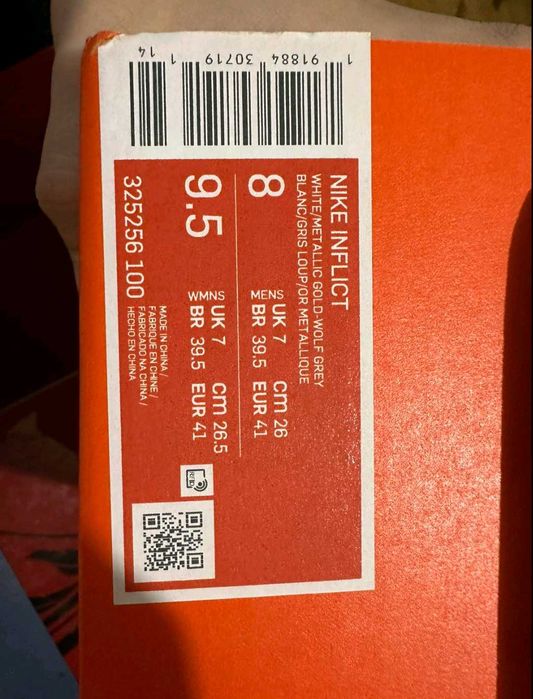 NIKE INFLICT
WHITE/METALLIC GOLD-WOLF GREY
BLANC/GRIS LOUP/OR METALLIQUE
8
MENS UK 7 cm 26
BR 39.5 EUR 41
9.5
WMNS UK 7 cm 26.5
BR 39.5 EUR 41
325256 100
MADE IN CHINA /
FABRIQUE EN CHINE /
FABRICADO NA CHINA /
HECHO EN CHINA
1 91884 30719 1 14